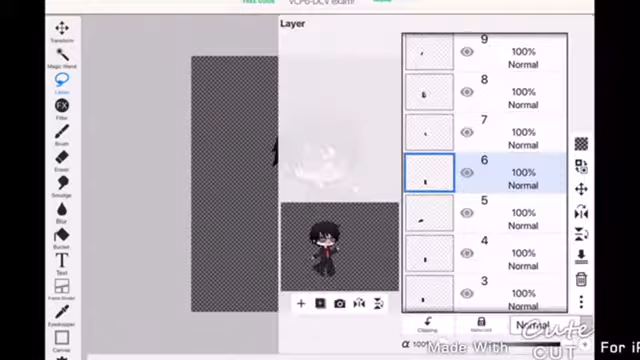 Layer
Transform
Magic Wand
Lasso
FX
Filter
Brush
Eraser
Smudge
Blur
Bucket
T
Text
Frame Divider
Eyedropper
Canvas
9
100%
Normal
8
100%
Normal
7
100%
Normal
6
100%
Normal
5
100%
Normal
4
100%
Normal
3
100%
Normal
Clipping
Normal
α 100%
Made With
Cute
CUT
For iP